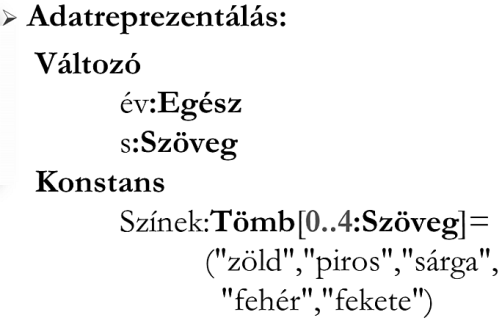 ➢ Adatreprezentálás:
Változó
év:Egész
s:Szöveg
Konstans
Színek:Tömb[0..4:Szöveg]=
("zöld","piros","sárga",
"fehér","fekete")